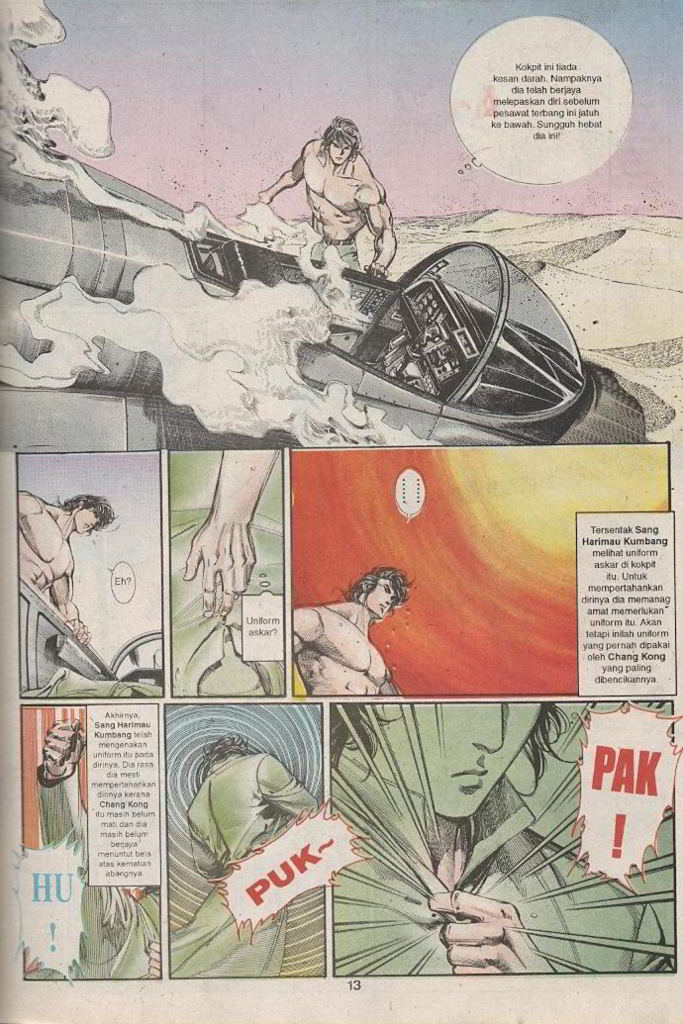 Kokpit ini tiada
kesan darah. Nampaknya
dia telah berjaya
melepaskan diri sebelum
pesawat terbang ini jatuh
ke bawah. Sungguh hebat
dia ini!
Eh?
Uniform
askar?
Tersentak Sang
Harimau Kumbang
melihat uniform
askar di kokpit
itu. Untuk
mempertahankan
dirinya dia memanag
amat memerlukan
uniform itu. Akan
tetapi inilah uniform
yang pernah dipakai
oleh Chang Kong
yang paling
dibencikannya.
Akhirnya,
Sang Harimau
Kumbang telah
mengenakan
uniform itu pada
dirinya. Dia rasa
dia mesti
mempertahankan
dirinya kerana
Chang Kong
itu masih belum
mati dan dia
masih belum
berjaya
menuntut bela
atas kematian
abangnya.
HU
!
PUK~
PAK
!
13